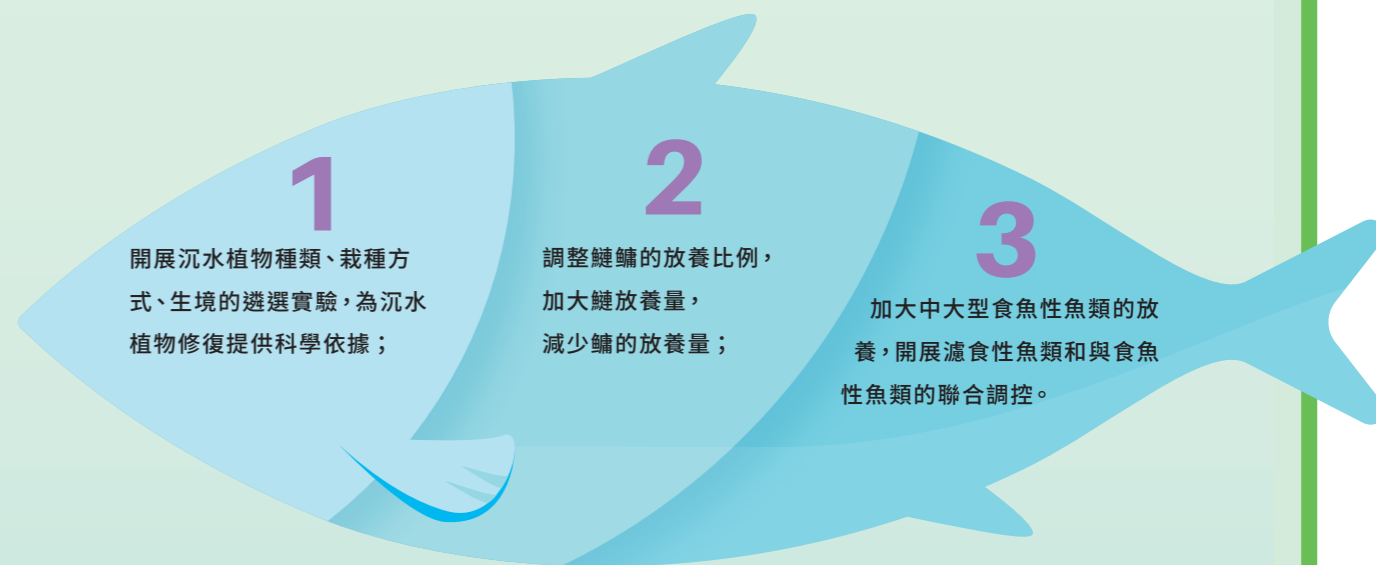 1
開展沉水植物種類、栽種方
式、生境的遴選實驗，為沉水
植物修復提供科學依據；
2
調整鰱鳙的放養比例，
加大鰱放養量，
減少鳙的放養量；
3
加大中大型食魚性魚類的放
養，開展濾食性魚類和與食魚
性魚類的聯合調控。